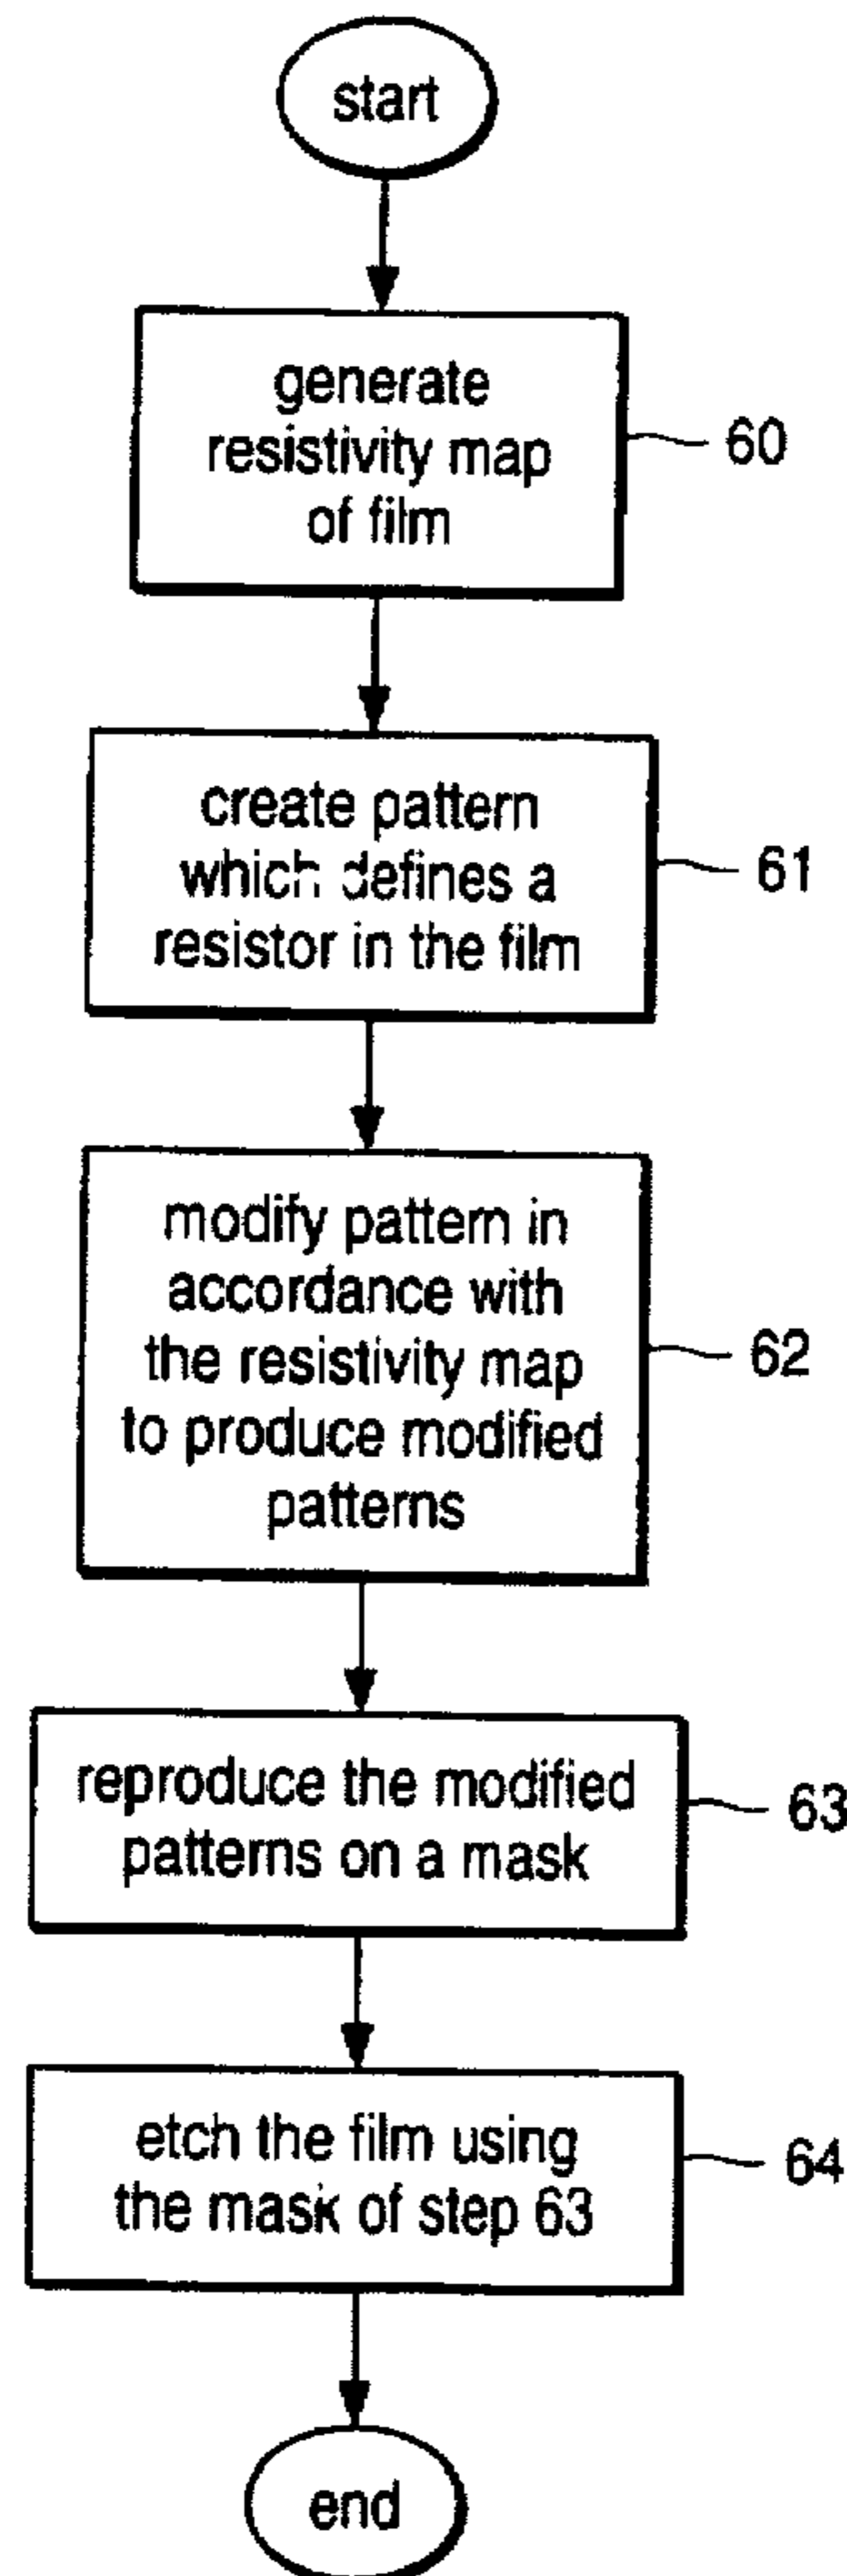 start
generate
resistivity map
of film
60
create pattern
which defines a
resistor in the film
61
modify pattern in
accordance with
the resistivity map
to produce modified
patterns
62
reproduce the modified
patterns on a mask
63
etch the film using
the mask of step 63
64
end